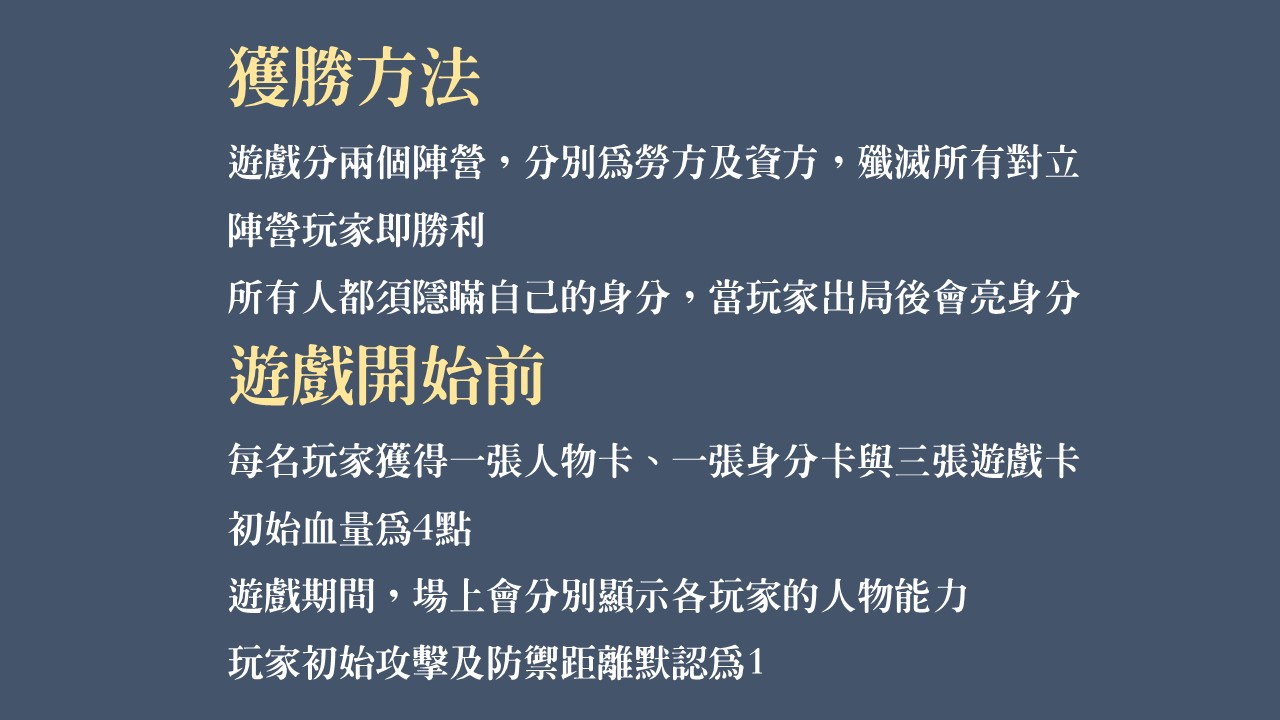 獲勝方法
遊戲分兩個陣營，分別爲勞方及資方，殲滅所有對立
陣營玩家即勝利
所有人都須隱瞞自己的身分，當玩家出局後會亮身分
遊戲開始前
每名玩家獲得一張人物卡、一張身分卡與三張遊戲卡
初始血量爲4點
遊戲期間，場上會分別顯示各玩家的人物能力
玩家初始攻擊及防禦距離默認爲1